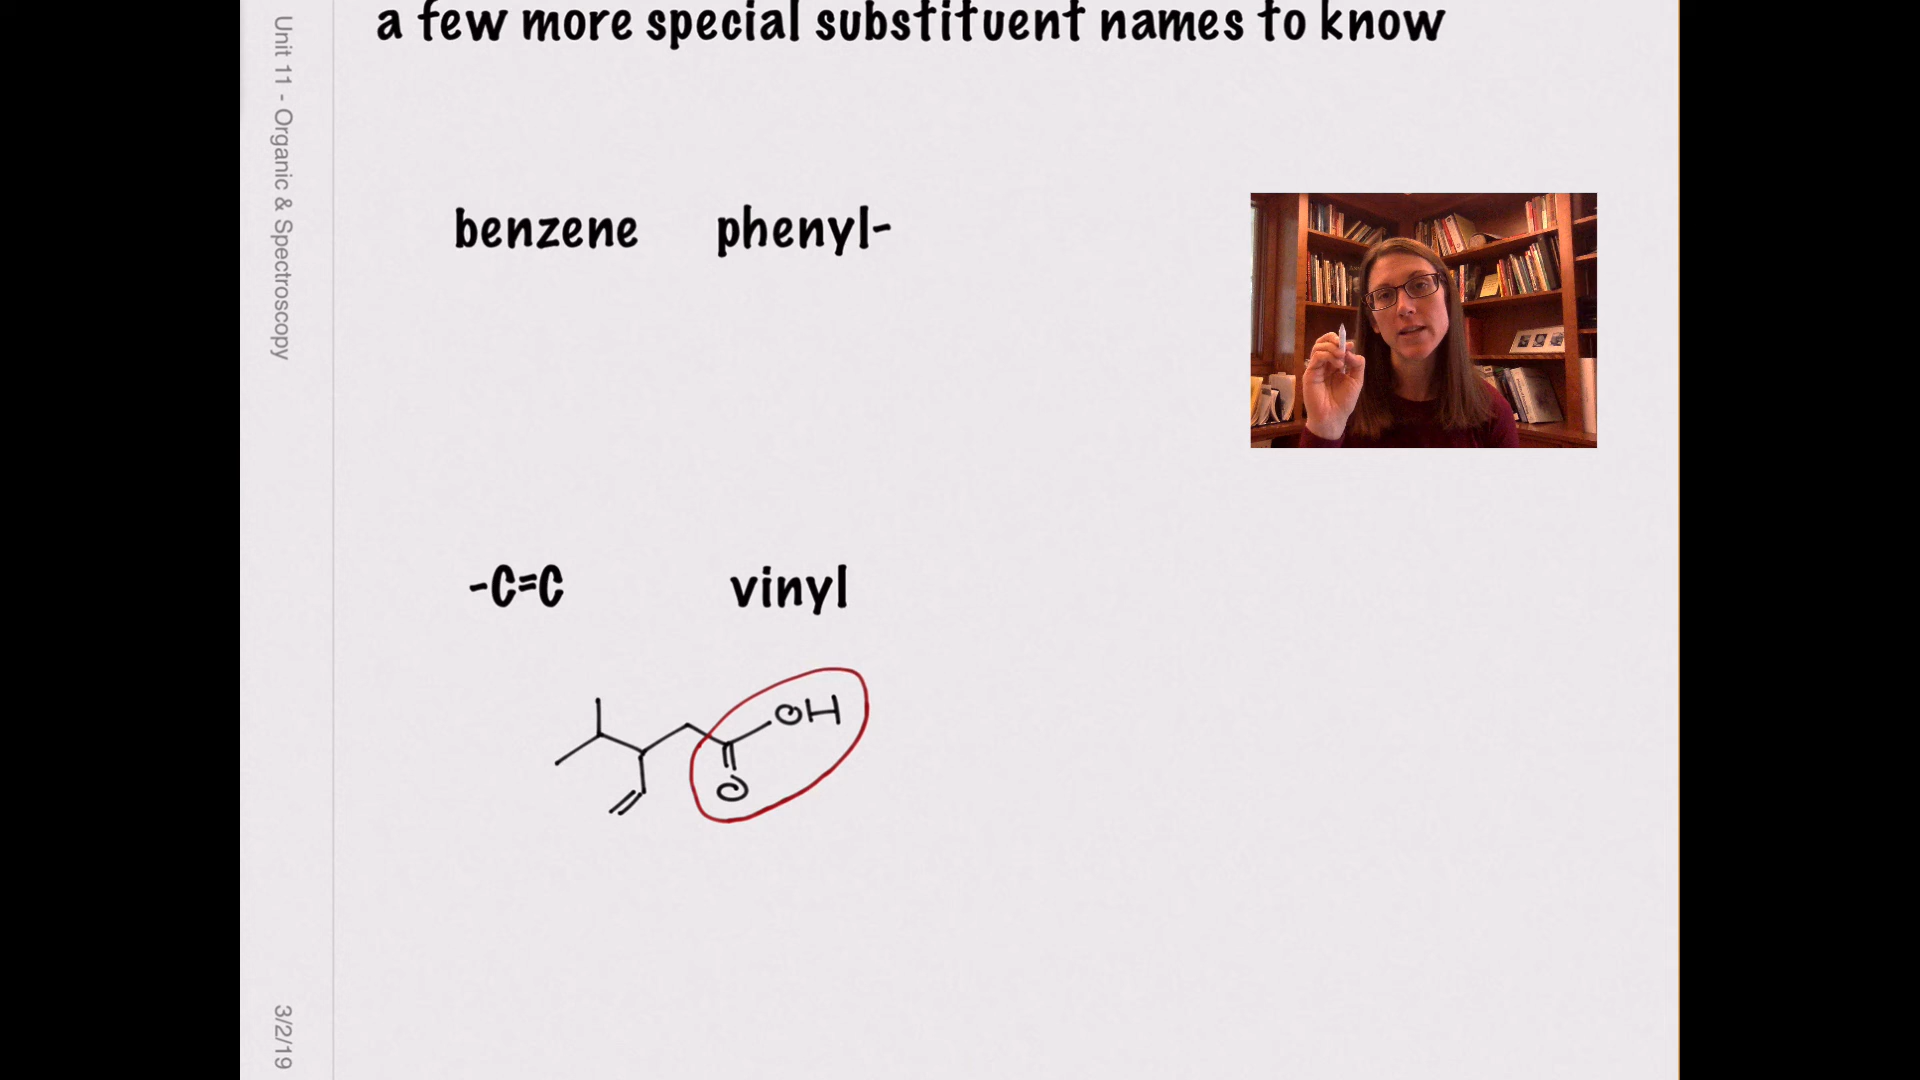 a few more special substituent names to know
Unit 11 - Organic & Spectroscopy
benzene phenyl-
-C=C vinyl
OH
O
3/2/19